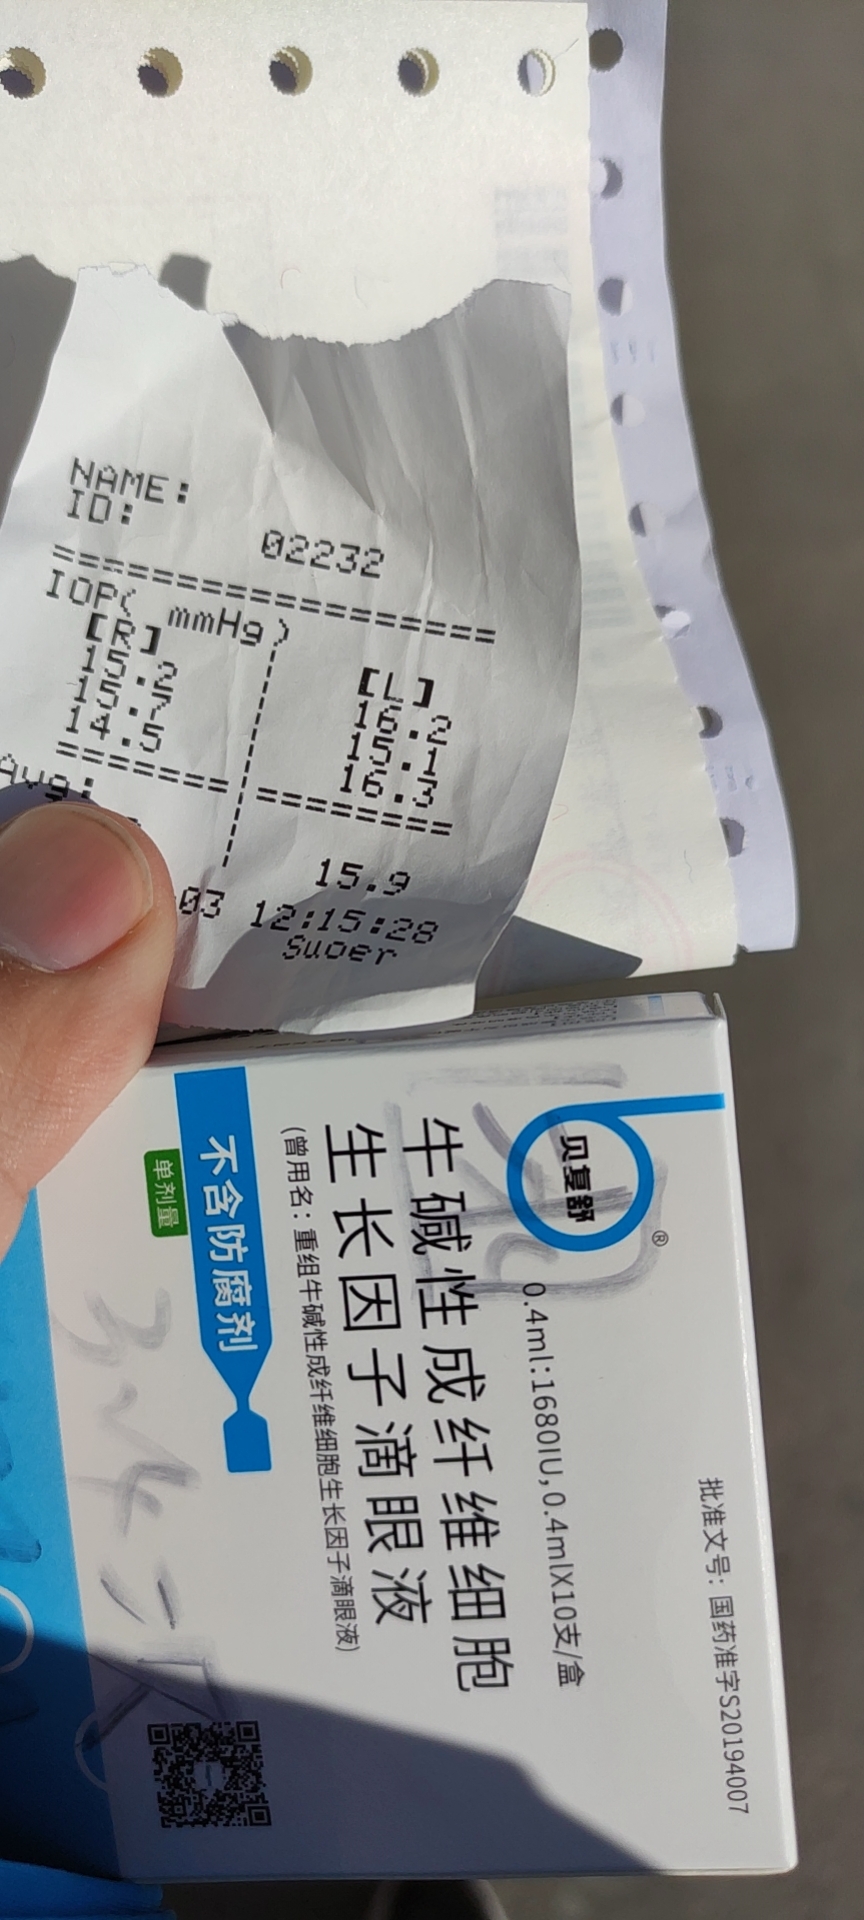 NAME:
ID:
02232
====================
IOP( mmHg )
[R] [L]
15.2 16.2
15.7 15.1
14.5 16.3
Avg:
15.9
03 12:15:28
Suoer
贝复舒®
0.4ml:1680IU,0.4mlX10支/盒
批准文号：国药准字S20194007
牛碱性成纤维细胞
生长因子滴眼液
（曾用名：重组牛碱性成纤维细胞生长因子滴眼液）
不含防腐剂
单剂量